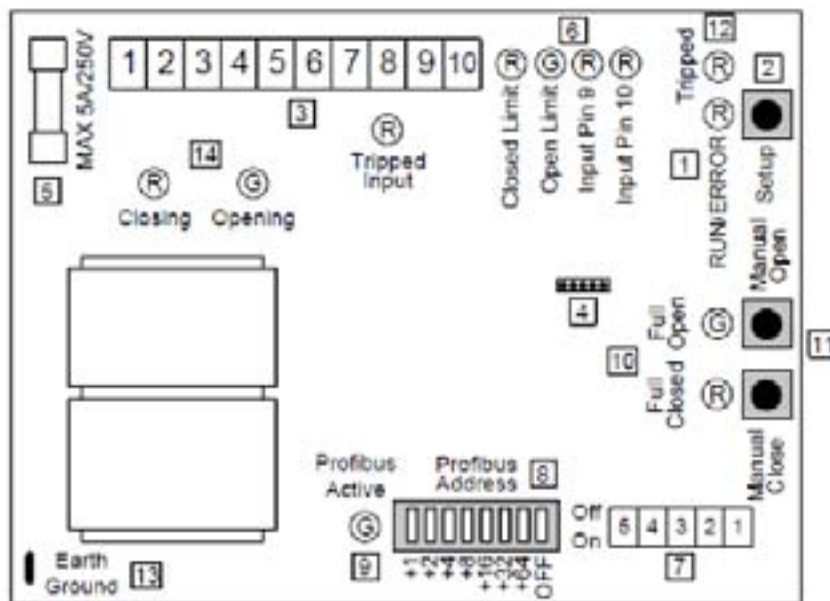 MAX 5A/250V
1 2 3 4 5 6 7 8 9 10
3
R
Tripped
Input
14
R
Closing
G
Opening
5
R
Closed Limit
G
Open Limit
R
Input Pin 9
R
Input Pin 10
6
12
Tripped
R
R
RUN/ERROR
1
2
Setup
Manual
Open
4
Full
Open
G
10
11
Full
Closed
R
Manual
Close
Profibus
Active
G
9
Profibus
Address
8
+1
+2
+4
+8
+16
+32
+64
OFF
Off
On
5 4 3 2 1
7
Earth
Ground
13